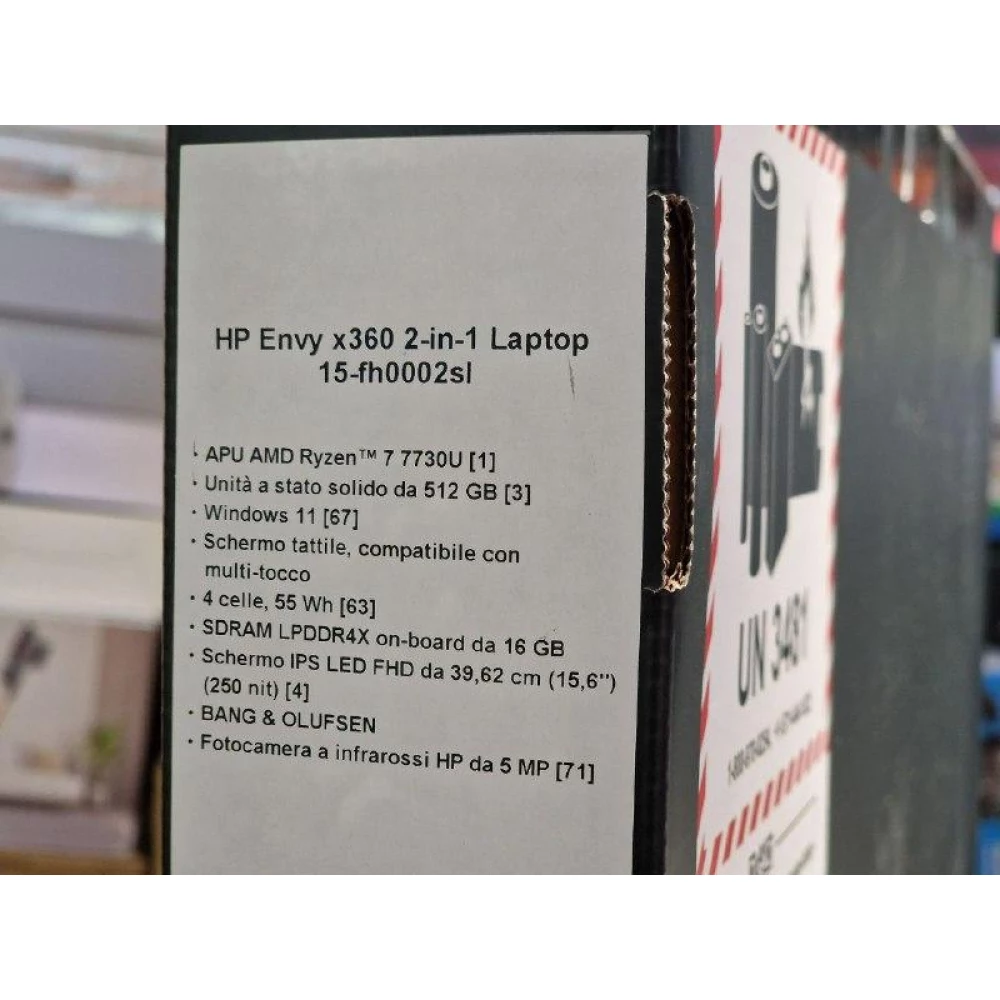 HP Envy x360 2-in-1 Laptop
15-fh0002sl
· APU AMD Ryzen™ 7 7730U [1]
· Unità a stato solido da 512 GB [3]
· Windows 11 [67]
· Schermo tattile, compatibile con
multi-tocco
· 4 celle, 55 Wh [63]
· SDRAM LPDDR4X on-board da 16 GB
· Schermo IPS LED FHD da 39,62 cm (15,6")
(250 nit) [4]
· BANG & OLUFSEN
· Fotocamera a infrarossi HP da 5 MP [71]
UN 3481